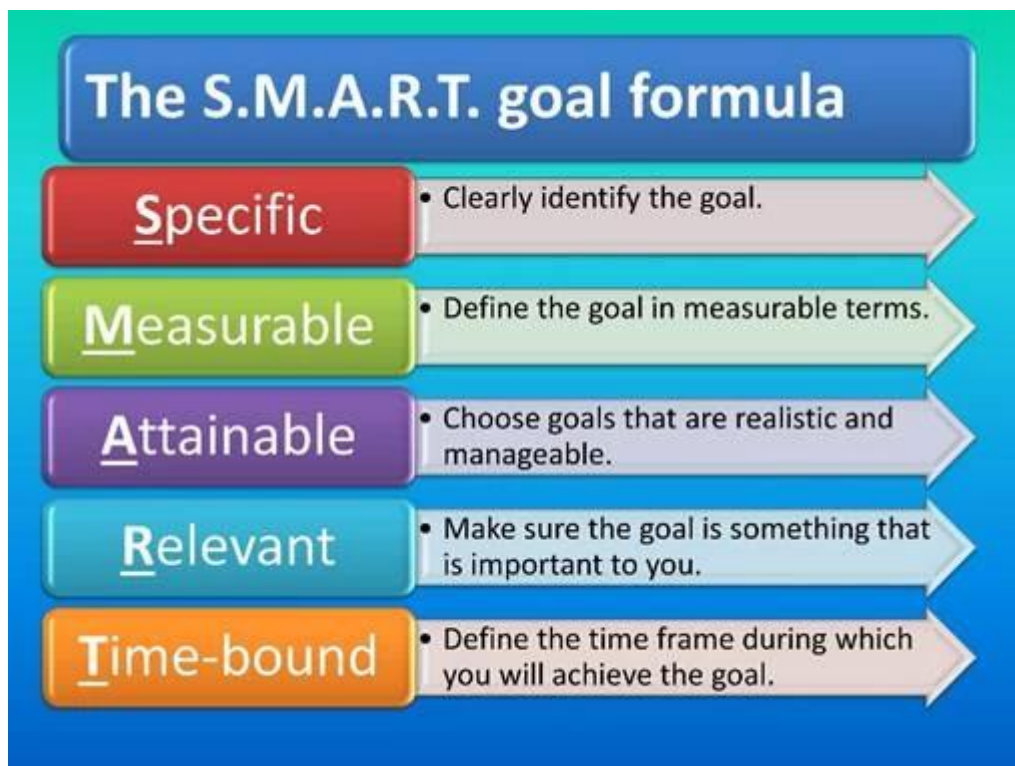 The S.M.A.R.T. goal formula
Specific
• Clearly identify the goal.
Measurable
• Define the goal in measurable terms.
Attainable
• Choose goals that are realistic and
manageable.
Relevant
• Make sure the goal is something that
is important to you.
Time-bound
• Define the time frame during which
you will achieve the goal.